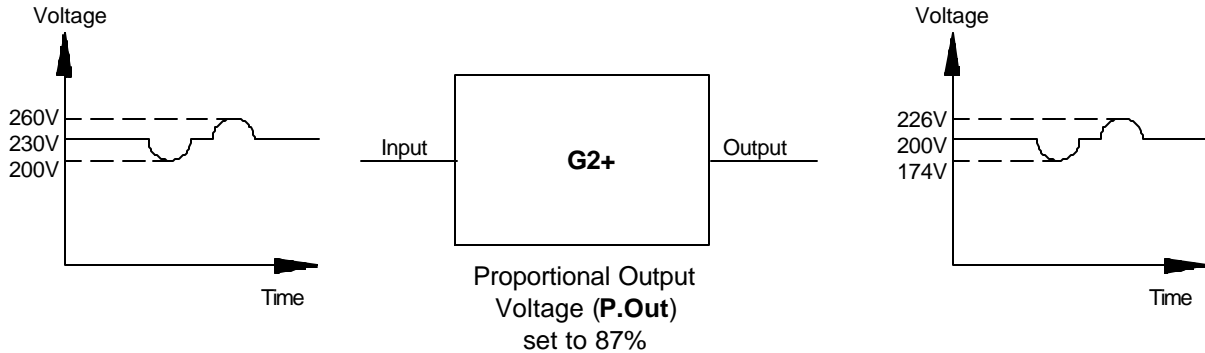 Voltage
260V
230V
200V
Time
Input
G2+
Output
Proportional Output
Voltage (P.Out)
set to 87%
Voltage
226V
200V
174V
Time